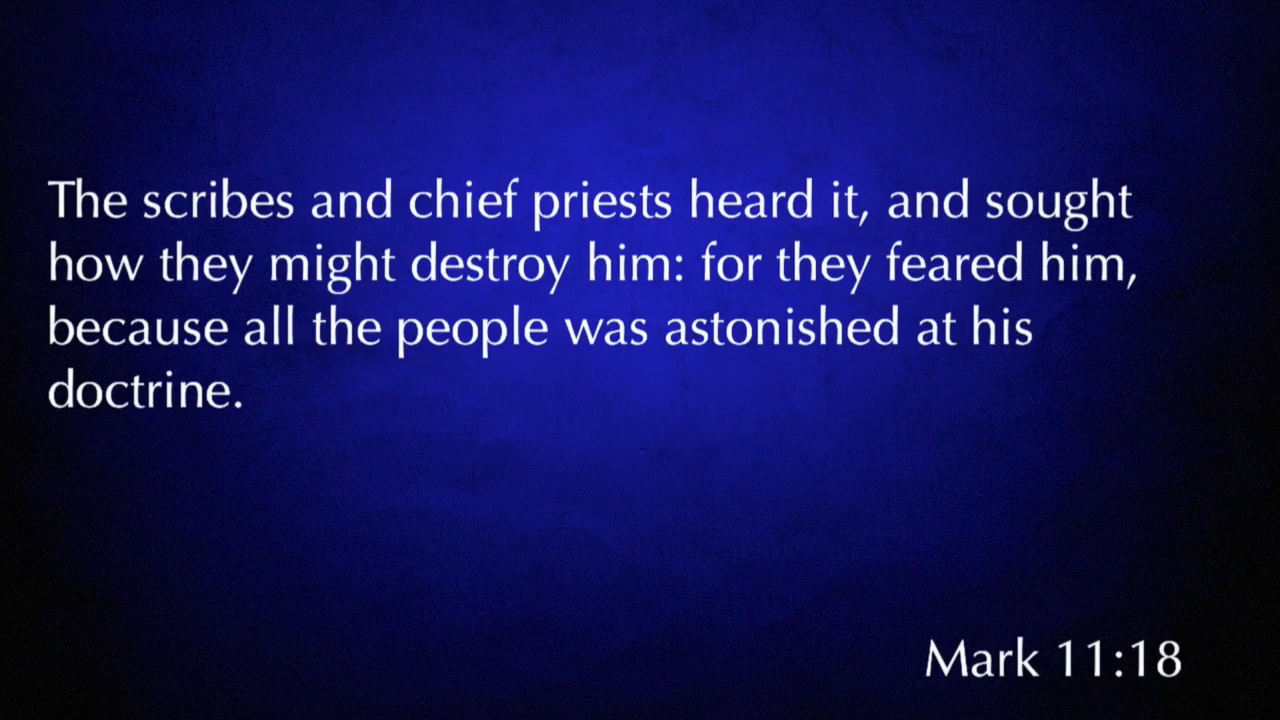 The scribes and chief priests heard it, and sought
how they might destroy him: for they feared him,
because all the people was astonished at his
doctrine.
Mark 11:18